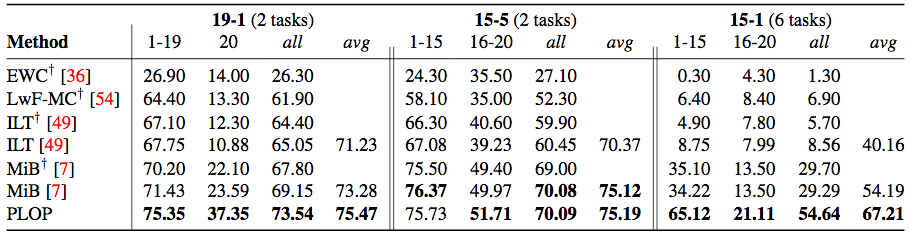 19-1 (2 tasks) 15-5 (2 tasks) 15-1 (6 tasks)
Method 1-19 20 all avg 1-15 16-20 all avg 1-15 16-20 all avg
EWC† [36] 26.90 14.00 26.30 24.30 35.50 27.10 0.30 4.30 1.30
LwF-MC† [54] 64.40 13.30 61.90 58.10 35.00 52.30 6.40 8.40 6.90
ILT† [49] 67.10 12.30 64.40 66.30 40.60 59.90 4.90 7.80 5.70
ILT [49] 67.75 10.88 65.05 71.23 67.08 39.23 60.45 70.37 8.75 7.99 8.56 40.16
MiB† [7] 70.20 22.10 67.80 75.50 49.40 69.00 35.10 13.50 29.70
MiB [7] 71.43 23.59 69.15 73.28 76.37 49.97 70.08 75.12 34.22 13.50 29.29 54.19
PLOP 75.35 37.35 73.54 75.47 75.73 51.71 70.09 75.19 65.12 21.11 54.64 67.21